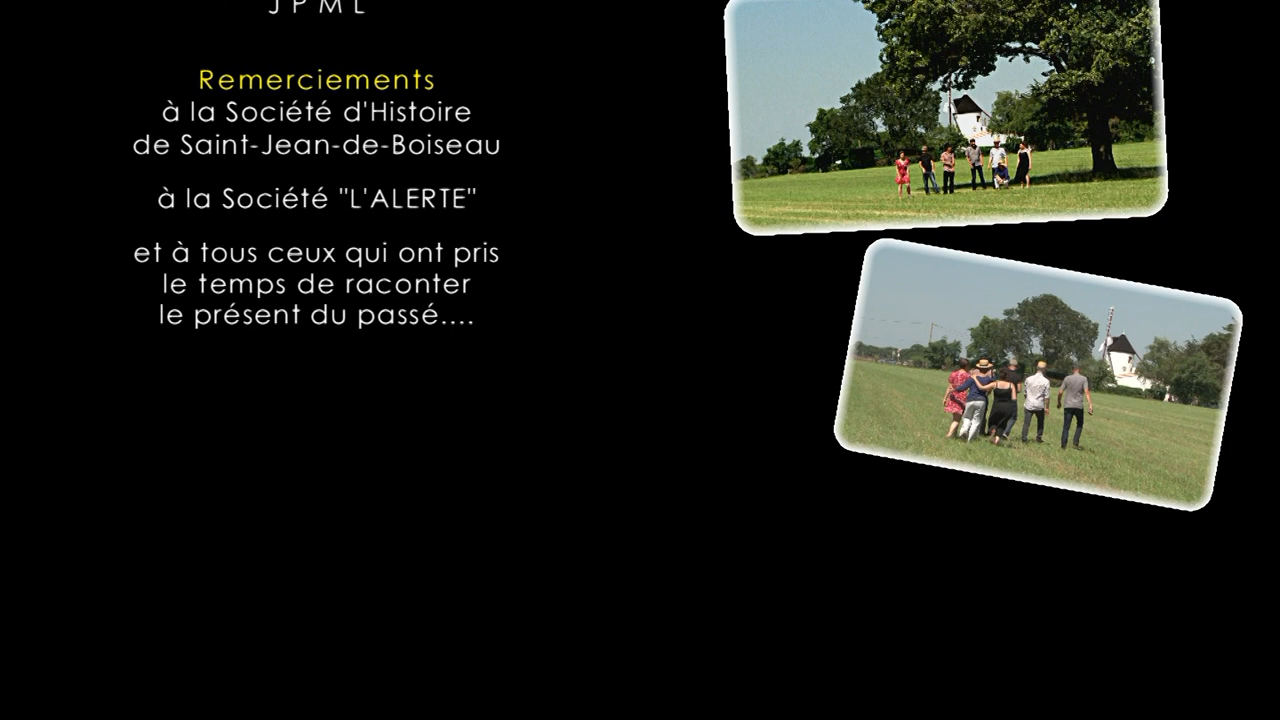 J P M L
Remerciements
à la Société d'Histoire
de Saint-Jean-de-Boiseau
à la Société "L'ALERTE"
et à tous ceux qui ont pris
le temps de raconter
le présent du passé....